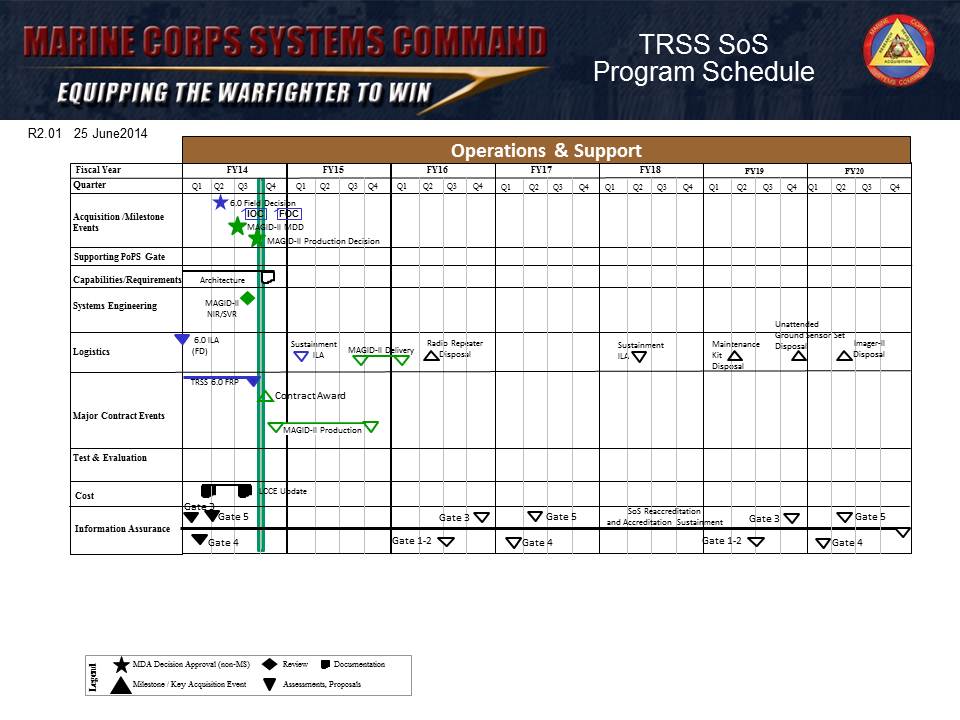 MARINE CORPS SYSTEMS COMMAND
EQUIPPING THE WARFIGHTER TO WIN
TRSS SoS
Program Schedule
R2.01 25 June2014
Operations & Support
Fiscal Year FY14 FY15 FY16 FY17 FY18 FY19 FY20
Quarter Q1 Q2 Q3 Q4 Q1 Q2 Q3 Q4 Q1 Q2 Q3 Q4 Q1 Q2 Q3 Q4 Q1 Q2 Q3 Q4 Q1 Q2 Q3 Q4 Q1 Q2 Q3 Q4
Acquisition /Milestone
Events
6.0 Field Decision
IOC FOC
MAGID-II MDD
MAGID-II Production Decision
Supporting PoPS Gate
Capabilities/Requirements
Architecture
Systems Engineering
MAGID-II
NIR/SVR
Logistics
6.0 ILA
(FD)
Sustainment
ILA
MAGID-II Delivery
Radio Repeater
Disposal
Sustainment
ILA
Maintenance
Kit
Disposal
Unattended
Ground Sensor Set
Disposal
Imager-II
Disposal
Major Contract Events
TRSS 6.0 FRP
Contract Award
MAGID-II Production
Test & Evaluation
Cost
LCCE Update
Information Assurance
Gate 3
Gate 5
Gate 4
Gate 3
Gate 5
Gate 1-2
Gate 4
SoS Reaccreditation
and Accreditation Sustainment
Gate 3
Gate 5
Gate 1-2
Gate 4
Legend
MDA Decision Approval (non-MS) Review Documentation
Milestone / Key Acquisition Event Assessments, Proposals